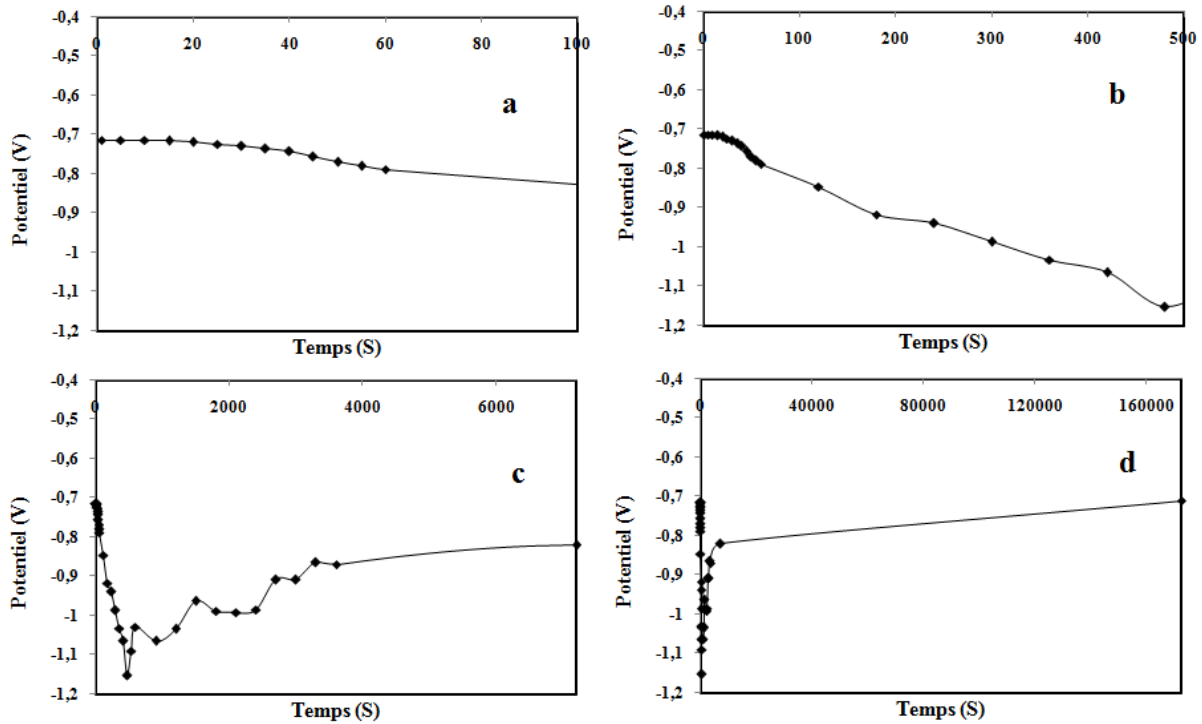 -0,4
0 20 40 60 80 100
-0,5
-0,6
-0,7
-0,8
-0,9
-1
-1,1
-1,2
a
Potentiel (V)
Temps (S)
-0,4
0 100 200 300 400 500
-0,5
-0,6
-0,7
-0,8
-0,9
-1
-1,1
-1,2
b
Potentiel (V)
Temps (S)
-0,4
0 2000 4000 6000
-0,5
-0,6
-0,7
-0,8
-0,9
-1
-1,1
-1,2
c
Potentiel (V)
Temps (S)
-0,4
0 40000 80000 120000 160000
-0,5
-0,6
-0,7
-0,8
-0,9
-1
-1,1
-1,2
d
Potentiel (V)
Temps (S)